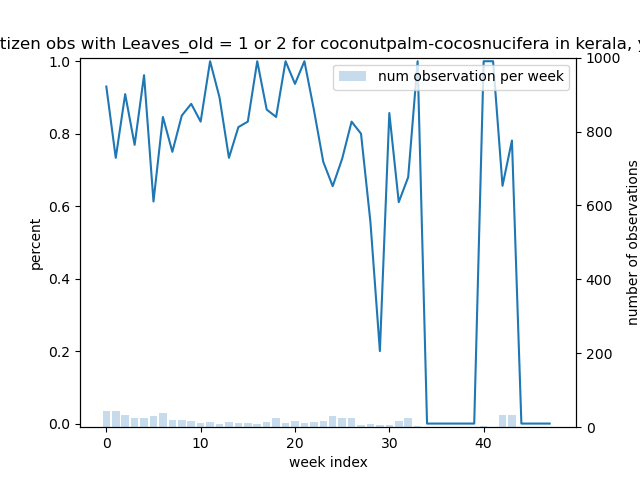 tizen obs with Leaves_old = 1 or 2 for coconutpalm-cocosnucifera in kerala,
num observation per week
1.0
0.8
0.6
0.4
0.2
0.0
percent
1000
800
600
400
200
0
number of observations
0 10 20 30 40
week index